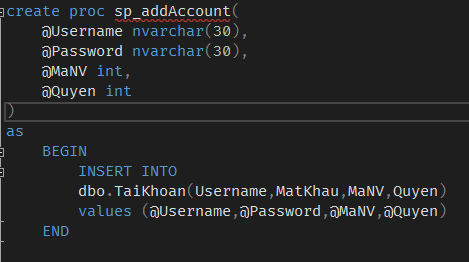 create proc sp_addAccount(
@Username nvarchar(30),
@Password nvarchar(30),
@MaNV int,
@Quyen int
)
as
BEGIN
INSERT INTO
dbo.TaiKhoan(Username,MatKhau,MaNV,Quyen)
values (@Username,@Password,@MaNV,@Quyen)
END